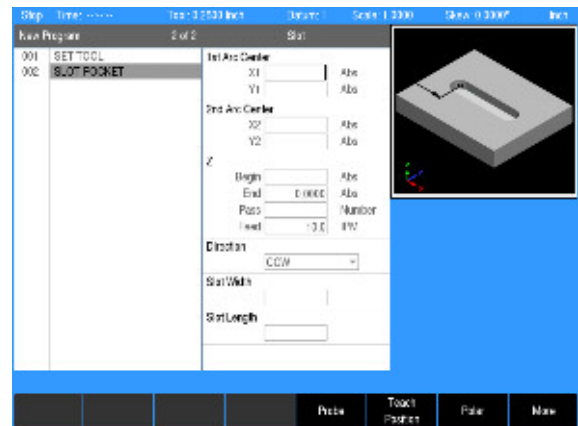 Stop Time: --:--:-- Tool: 0.2500 Inch Datum: 1 Scale: 1.0000 Skew: 0.0000° Inch
New Program 2 of 2 Slot
001 SET TOOL
002 SLOT POCKET
1st Arc Center
X1 Abs
Y1 Abs
2nd Arc Center
X2 Abs
Y2 Abs
Z
Begin Abs
End 0.0000 Abs
Pass Number
Feed IPM
Direction
CCW
Slot Width
Slot Length
Probe Teach Position Polar More